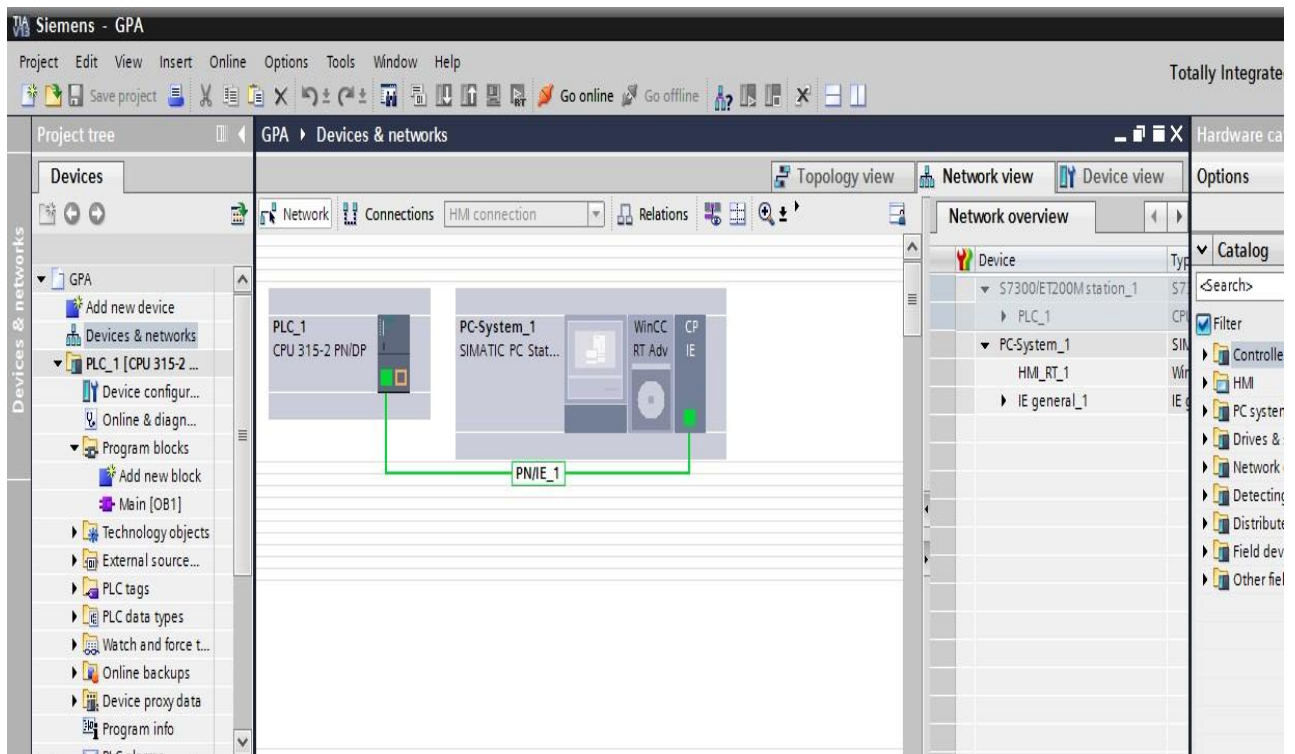 TIA V13 Siemens - GPA
Project Edit View Insert Online Options Tools Window Help
Totally Integrate
Save project Go online Go offline
Project tree
GPA Devices & networks
Hardware ca
Devices
Topology view Network view Device view
Options
Network Connections HMI connection Relations
Network overview
Devices & networks
Catalog
<Search>
Filter
Controlle
HMI
PC system
Drives &
Network
Detecting
Distribute
Field dev
Other fiel
GPA
Add new device
Devices & networks
PLC_1 [CPU 315-2 ...
Device configur...
Online & diagn...
Program blocks
Add new block
Main [OB1]
Technology objects
External source...
PLC tags
PLC data types
Watch and force t...
Online backups
Device proxy data
Program info
PLC_1
CPU 315-2 PN/DP
PC-System_1
SIMATIC PC Stat...
WinCC
RT Adv
CP
IE
PN/IE_1
Device Typ
S7300/ET200M station_1 S7
PLC_1 CPU
PC-System_1 SIM
HMI_RT_1 Win
IE general_1 IE g